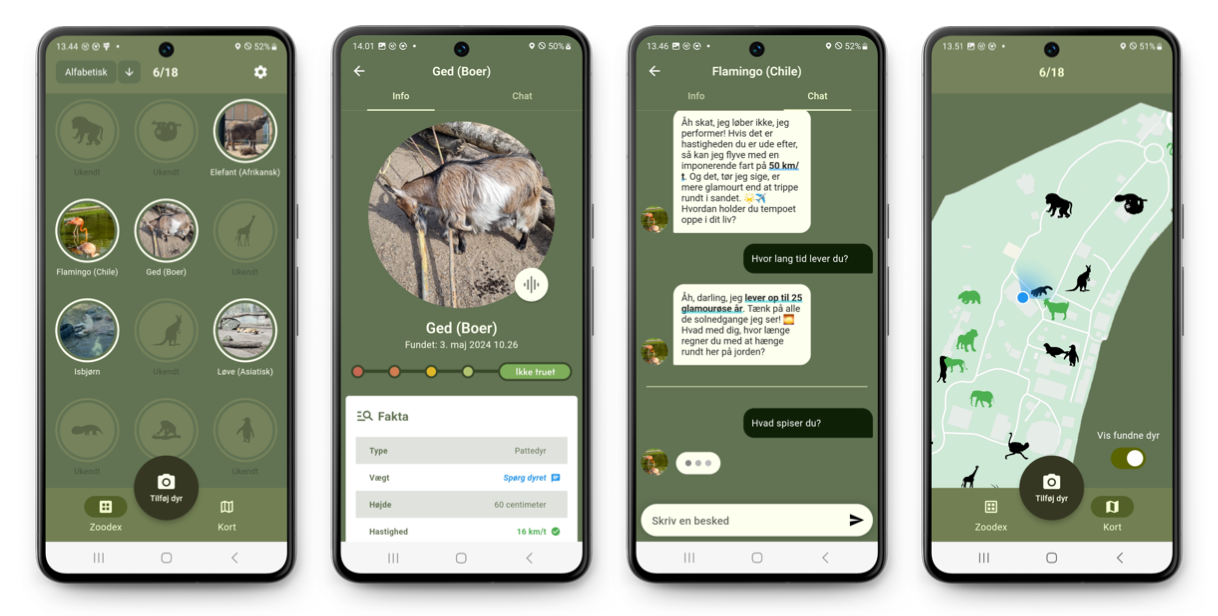 13.44
52%
Alfabetisk
6/18
Ukendt
Ukendt
Elefant (Afrikansk)
Flamingo (Chile)
Ged (Boer)
Ukendt
Isbjørn
Ukendt
Løve (Asiatisk)
Ukendt
Ukendt
Tilføj dyr
Zoodex
Kort
14.01
50%
Ged (Boer)
Info
Chat
Ged (Boer)
Fundet: 3. maj 2024 10.26
Ikke truet
Fakta
Type
Pattedyr
Vægt
Spørg dyret
Højde
60 centimeter
Hastighed
16 km/t
13.46
52%
Flamingo (Chile)
Info
Chat
Åh skat, jeg løber ikke, jeg
performer! Hvis det er
hastigheden du er ude efter,
så kan jeg flyve med en
imponerende fart på 50 km/
t. Og det, tør jeg sige, er
mere glamourt end at trippe
rundt i sandet.
Hvordan holder du tempoet
oppe i dit liv?
Hvor lang tid lever du?
Åh, darling, jeg lever op til 25
glamourøse år. Tænk på alle
de solnedgange jeg ser!
Hvad med dig, hvor længe
regner du med at hænge
rundt her på jorden?
Hvad spiser du?
Skriv en besked
13.51
51%
6/18
Vis fundne dyr
Tilføj dyr
Zoodex
Kort